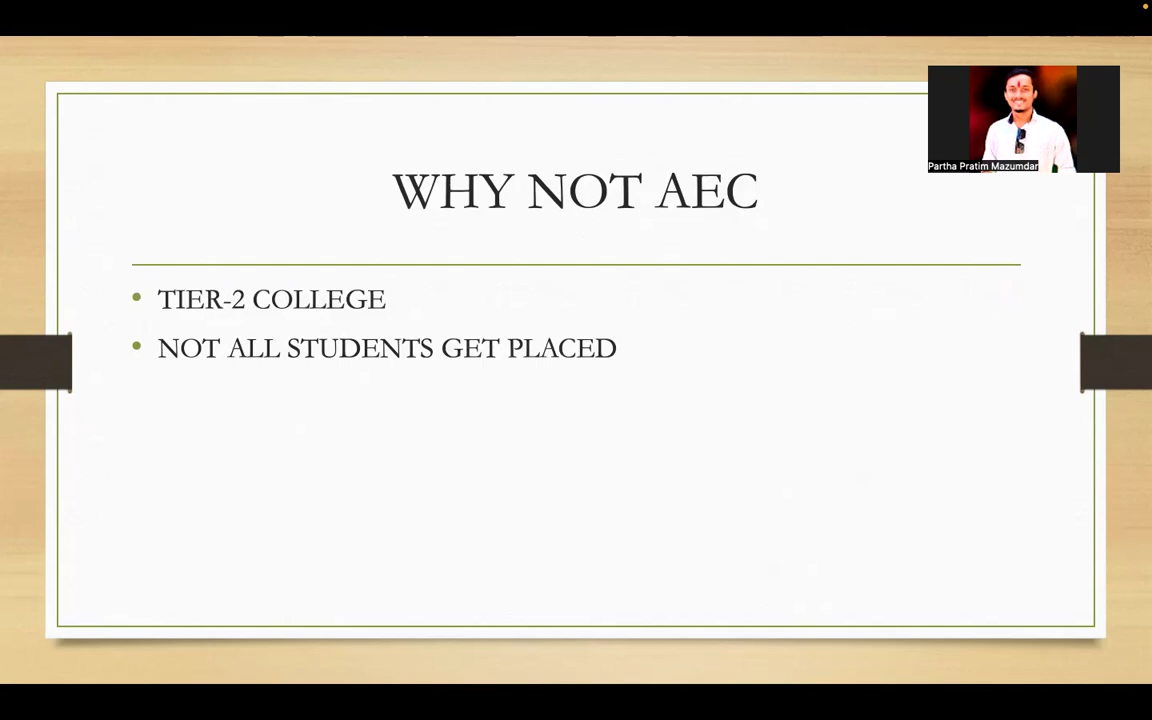 WHY NOT AEC
Partha Pratim Mazumdar
TIER-2 COLLEGE
NOT ALL STUDENTS GET PLACED